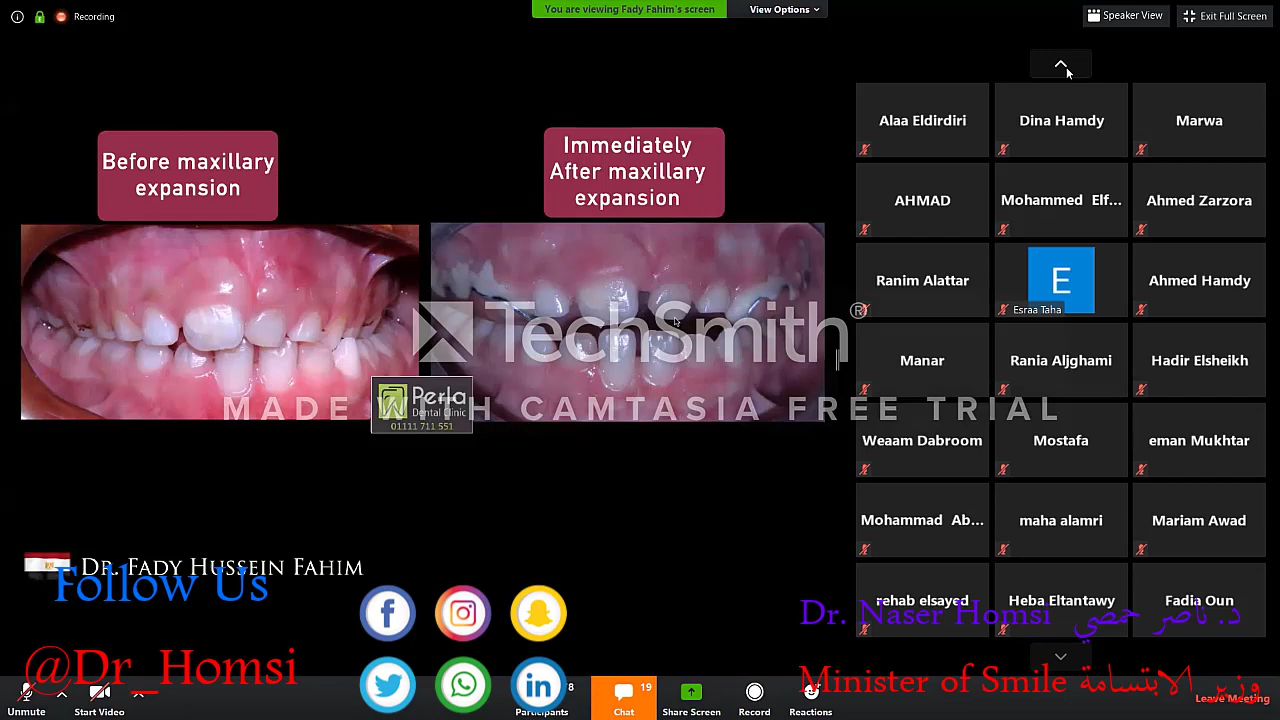 Recording
You are viewing Fady Fahim's screen
View Options
Speaker View
Exit Full Screen
Before maxillary
expansion
Immediately
After maxillary
expansion
TechSmith®
MADE WITH CAMTASIA FREE TRIAL
Perla
Dental Clinic
01111 711 551
Alaa Eldirdiri
Dina Hamdy
Marwa
AHMAD
Mohammed Elf...
Ahmed Zarzora
Ranim Alattar
E
Esraa Taha
Ahmed Hamdy
Manar
Rania Aljghami
Hadir Elsheikh
Weaam Dabroom
Mostafa
eman Mukhtar
Mohammad Ab...
maha alamri
Mariam Awad
rehab elsayed
Heba Eltantawy
Fadia Oun
DR. FADY HUSSEIN FAHIM
Follow Us
@Dr_Homsi
Dr. Naser Homsi د. ناصر حمصي
Minister of Smile وزير الابتسامة
Unmute
Start Video
Participants
8
Chat
19
Share Screen
Record
Reactions
Leave Meeting